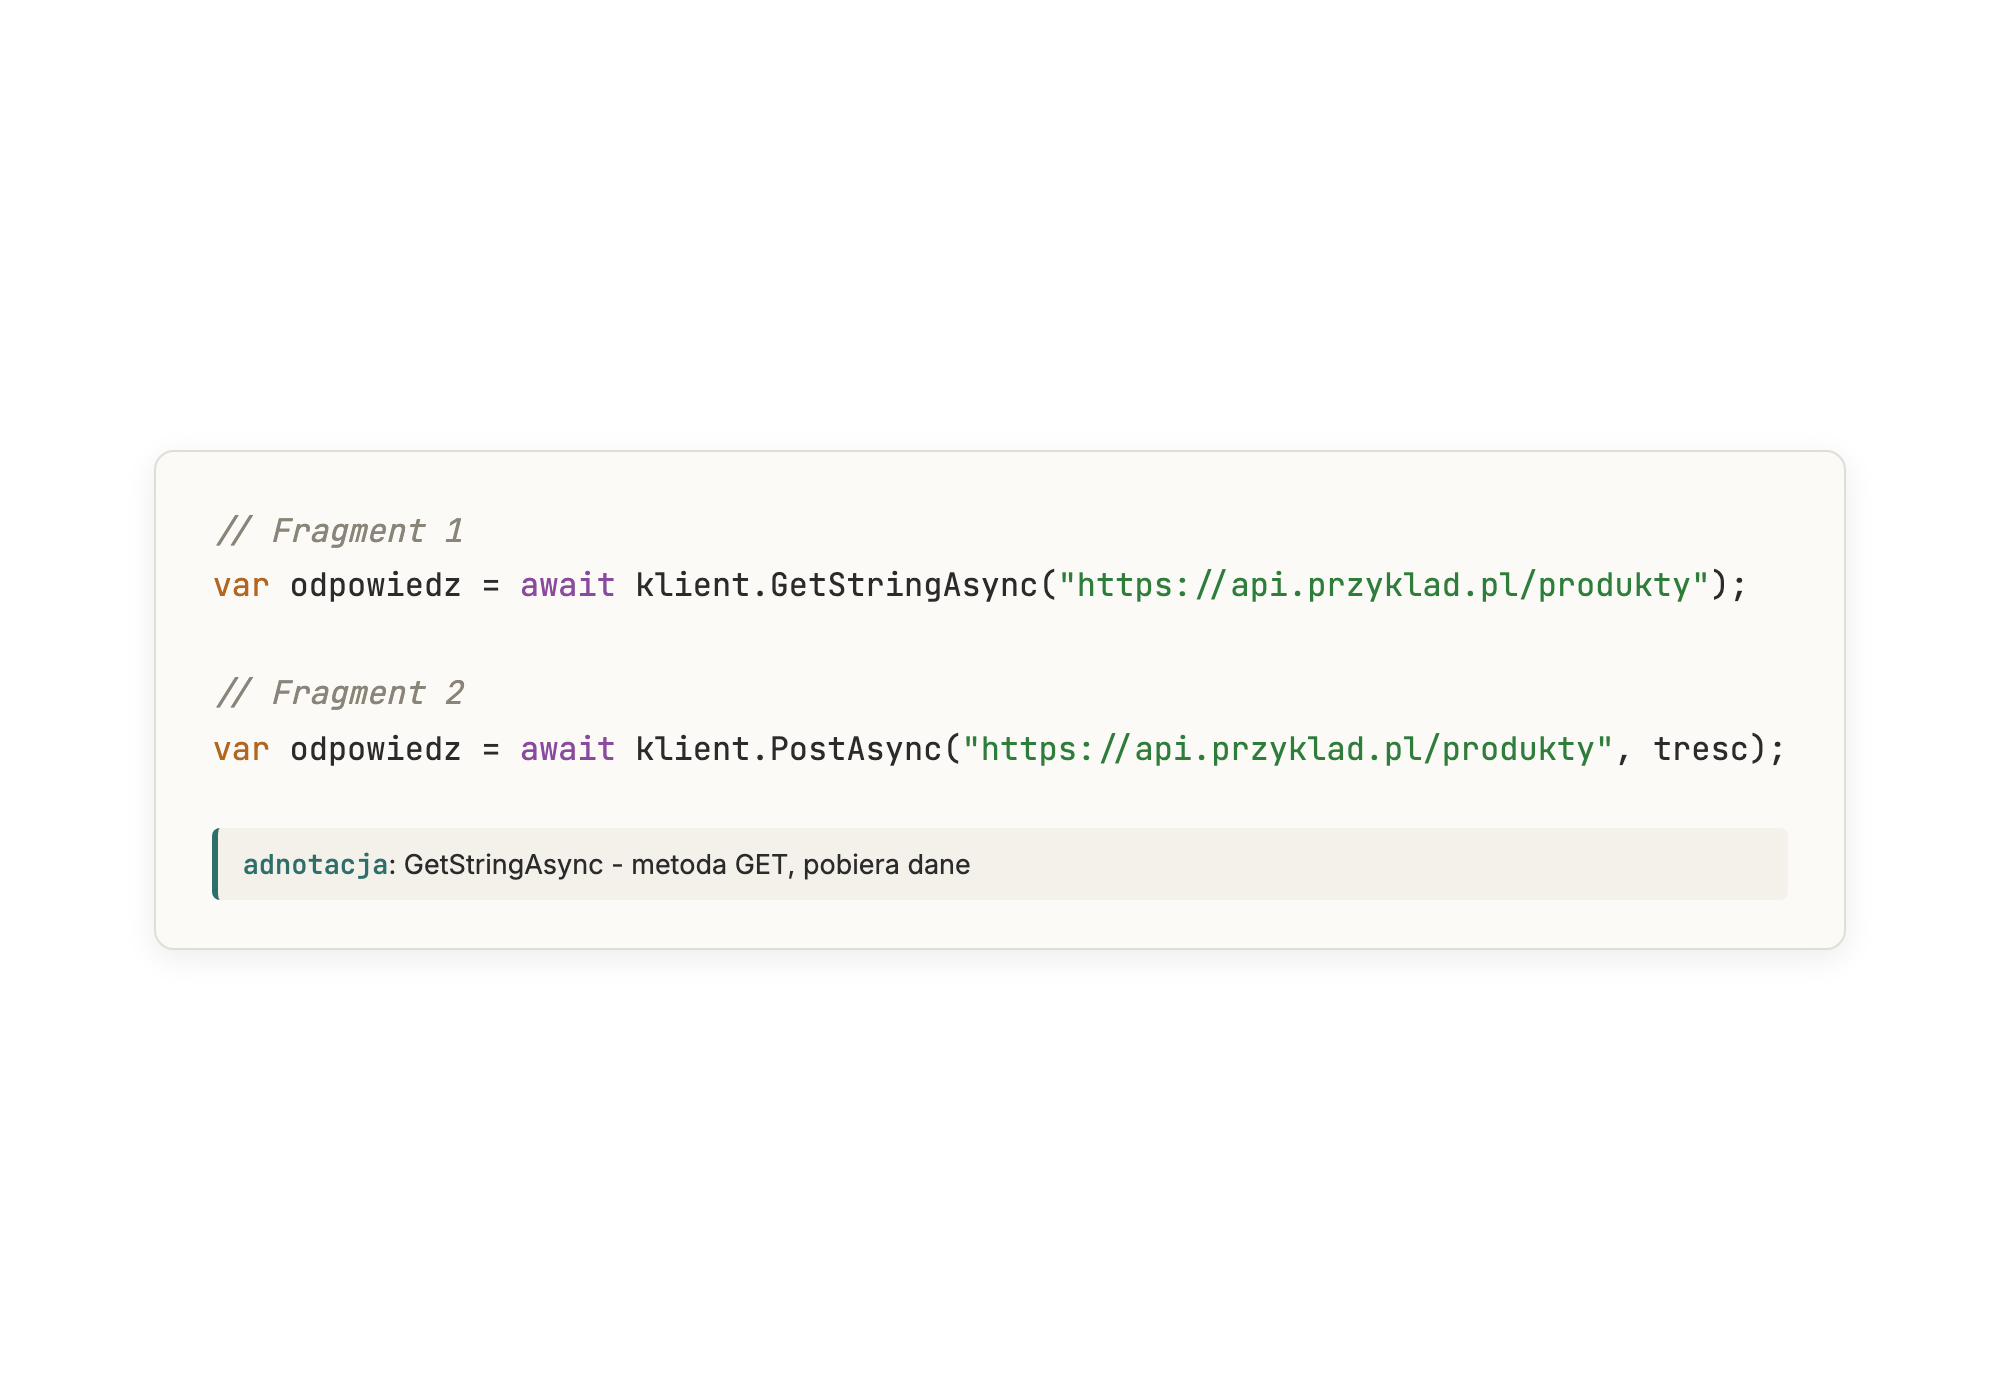 // Fragment 1
var odpowiedz = await klient.GetStringAsync("https://api.przyklad.pl/produkty");
// Fragment 2
var odpowiedz = await klient.PostAsync("https://api.przyklad.pl/produkty", tresc);
adnotacja: GetStringAsync - metoda GET, pobiera dane